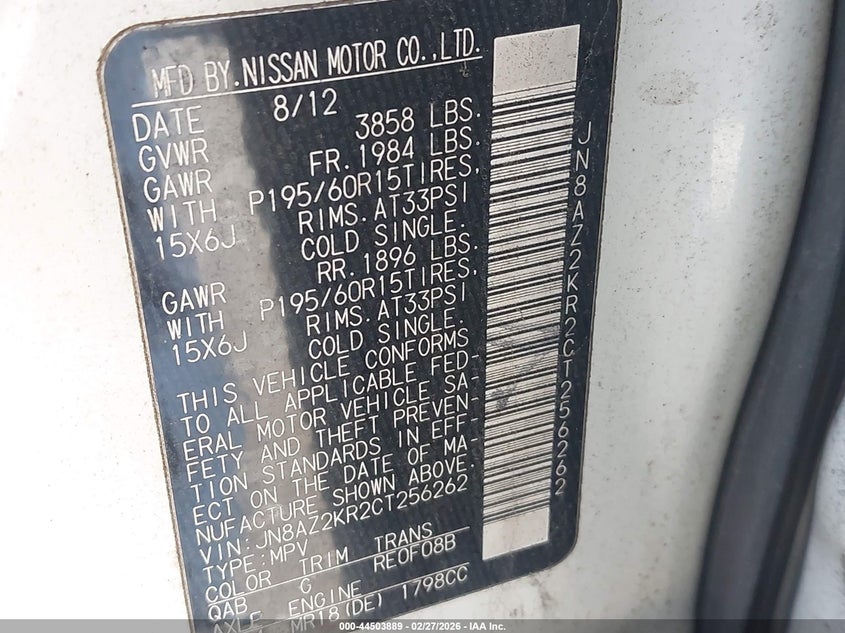 MFD BY.NISSAN MOTOR CO.,LTD.
DATE 8/12
GVWR 3858 LBS.
GAWR FR. 1984 LBS.
WITH P195/60R15TIRES,
15X6J RIMS. AT33PSI
COLD SINGLE.
GAWR RR. 1896 LBS.
WITH P195/60R15TIRES,
15X6J RIMS. AT33PSI
COLD SINGLE.
THIS VEHICLE CONFORMS
TO ALL APPLICABLE FED-
ERAL MOTOR VEHICLE SA-
FETY AND THEFT PREVEN-
TION STANDARDS IN EFF-
ECT ON THE DATE OF MA-
NUFACTURE SHOWN ABOVE.
VIN:JN8AZ2KR2CT256262
TYPE:MPV
COLOR TRIM TRANS
QAB G RE0F08B
AXLE ENGINE
MR18(DE) 1798CC
JN8AZ2KR2CT256262
000-44503889 - 02/27/2026 - IAA, Inc.